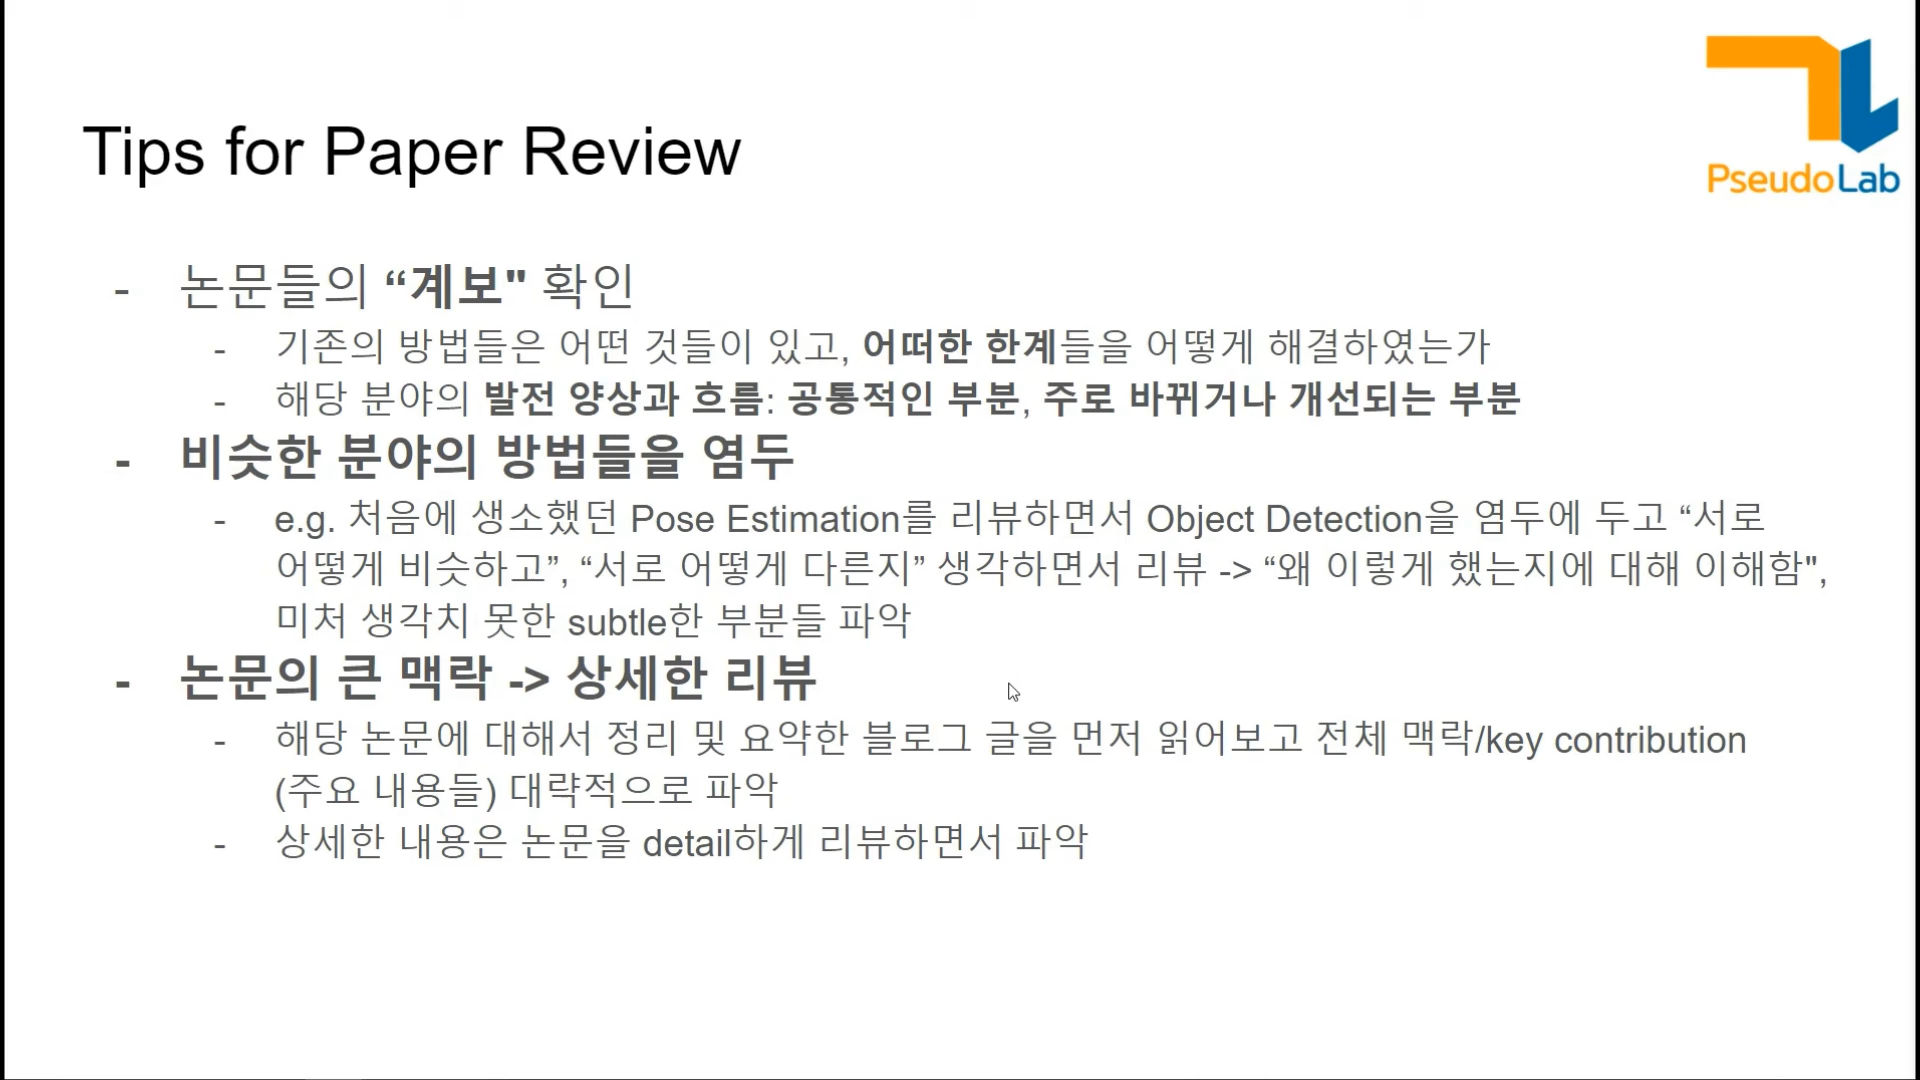 PseudoLab
Tips for Paper Review
- 논문들의 “계보" 확인
- 기존의 방법들은 어떤 것들이 있고, 어떠한 한계들을 어떻게 해결하였는가
- 해당 분야의 발전 양상과 흐름: 공통적인 부분, 주로 바뀌거나 개선되는 부분
- 비슷한 분야의 방법들을 염두
- e.g. 처음에 생소했던 Pose Estimation를 리뷰하면서 Object Detection을 염두에 두고 “서로
어떻게 비슷하고”, “서로 어떻게 다른지” 생각하면서 리뷰 -> “왜 이렇게 했는지에 대해 이해함",
미처 생각치 못한 subtle한 부분들 파악
- 논문의 큰 맥락 -> 상세한 리뷰
- 해당 논문에 대해서 정리 및 요약한 블로그 글을 먼저 읽어보고 전체 맥락/key contribution
(주요 내용들) 대략적으로 파악
- 상세한 내용은 논문을 detail하게 리뷰하면서 파악